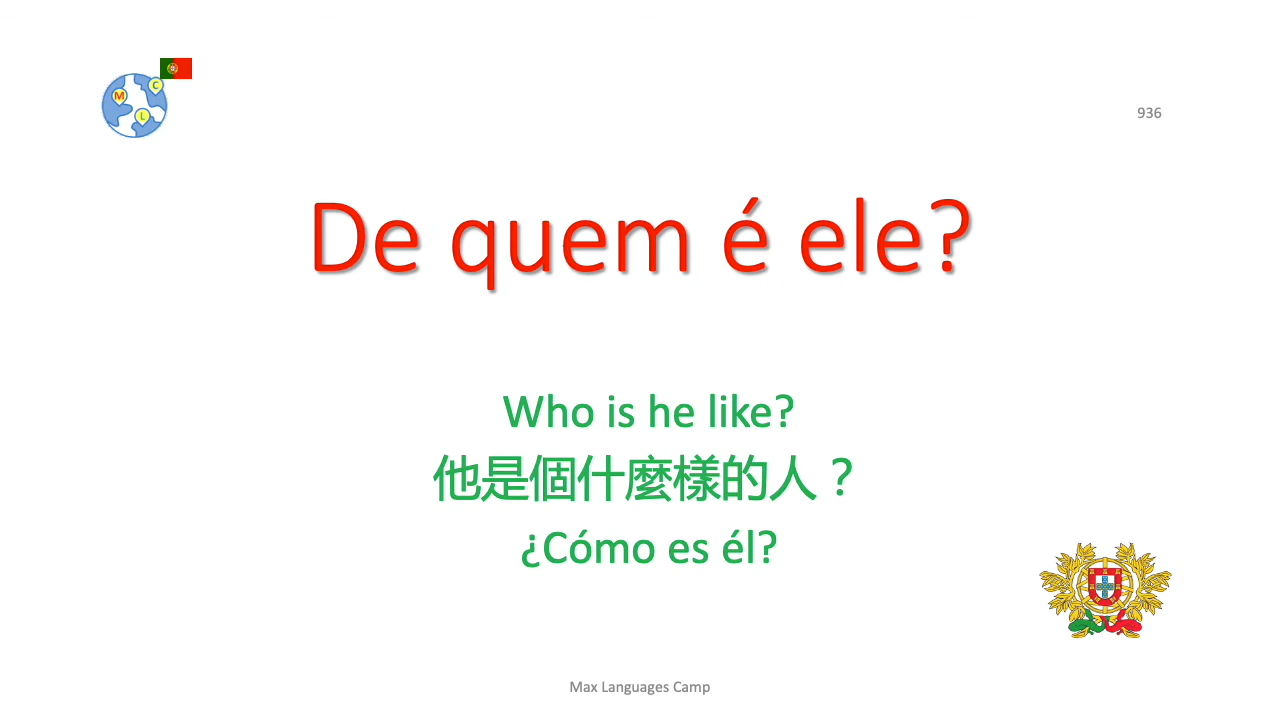 C
M
L
936
De quem é ele?
Who is he like?
他是個什麼樣的人？
¿Cómo es él?
Max Languages Camp